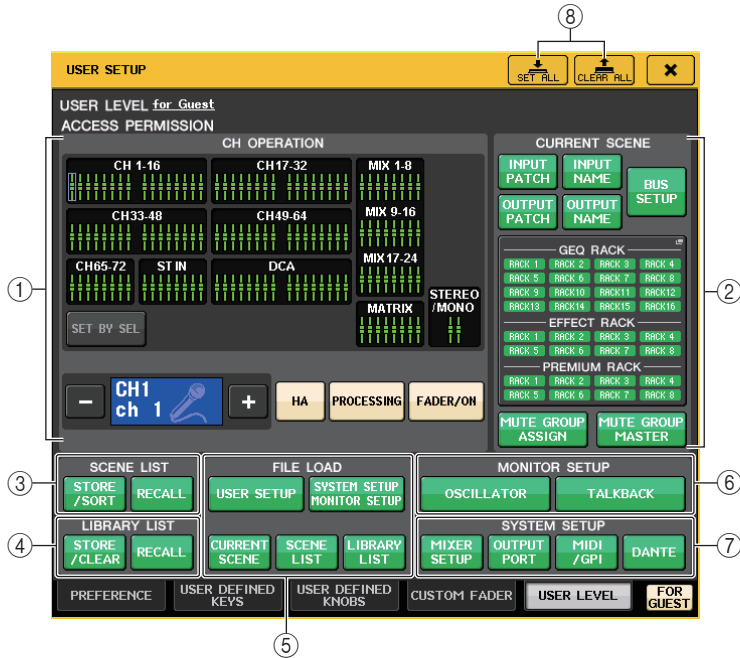 ⑧
USER SETUP
SET ALL
CLEAR ALL
USER LEVEL for Guest
ACCESS PERMISSION
①
CH OPERATION
CH 1-16
CH17-32
MIX 1-8
CH33-48
CH49-64
MIX 9-16
CH65-72
ST IN
DCA
MIX17-24
MATRIX
STEREO
/MONO
SET BY SEL
−
CH1
ch 1
+
HA
PROCESSING
FADER/ON
②
CURRENT SCENE
INPUT
PATCH
INPUT
NAME
BUS
SETUP
OUTPUT
PATCH
OUTPUT
NAME
GEQ RACK
RACK 1 RACK 2 RACK 3 RACK 4
RACK 5 RACK 6 RACK 7 RACK 8
RACK 9 RACK10 RACK11 RACK12
RACK13 RACK14 RACK15 RACK16
EFFECT RACK
RACK 1 RACK 2 RACK 3 RACK 4
RACK 5 RACK 6 RACK 7 RACK 8
PREMIUM RACK
RACK 1 RACK 2 RACK 3 RACK 4
RACK 5 RACK 6 RACK 7 RACK 8
MUTE GROUP
ASSIGN
MUTE GROUP
MASTER
③
SCENE LIST
STORE
/SORT
RECALL
④
LIBRARY LIST
STORE
/CLEAR
RECALL
FILE LOAD
USER SETUP
SYSTEM SETUP
MONITOR SETUP
CURRENT
SCENE
SCENE
LIST
LIBRARY
LIST
⑤
MONITOR SETUP
OSCILLATOR
TALKBACK
⑥
SYSTEM SETUP
MIXER
SETUP
OUTPUT
PORT
MIDI
/GPI
DANTE
⑦
PREFERENCE
USER DEFINED
KEYS
USER DEFINED
KNOBS
CUSTOM FADER
USER LEVEL
FOR
GUEST